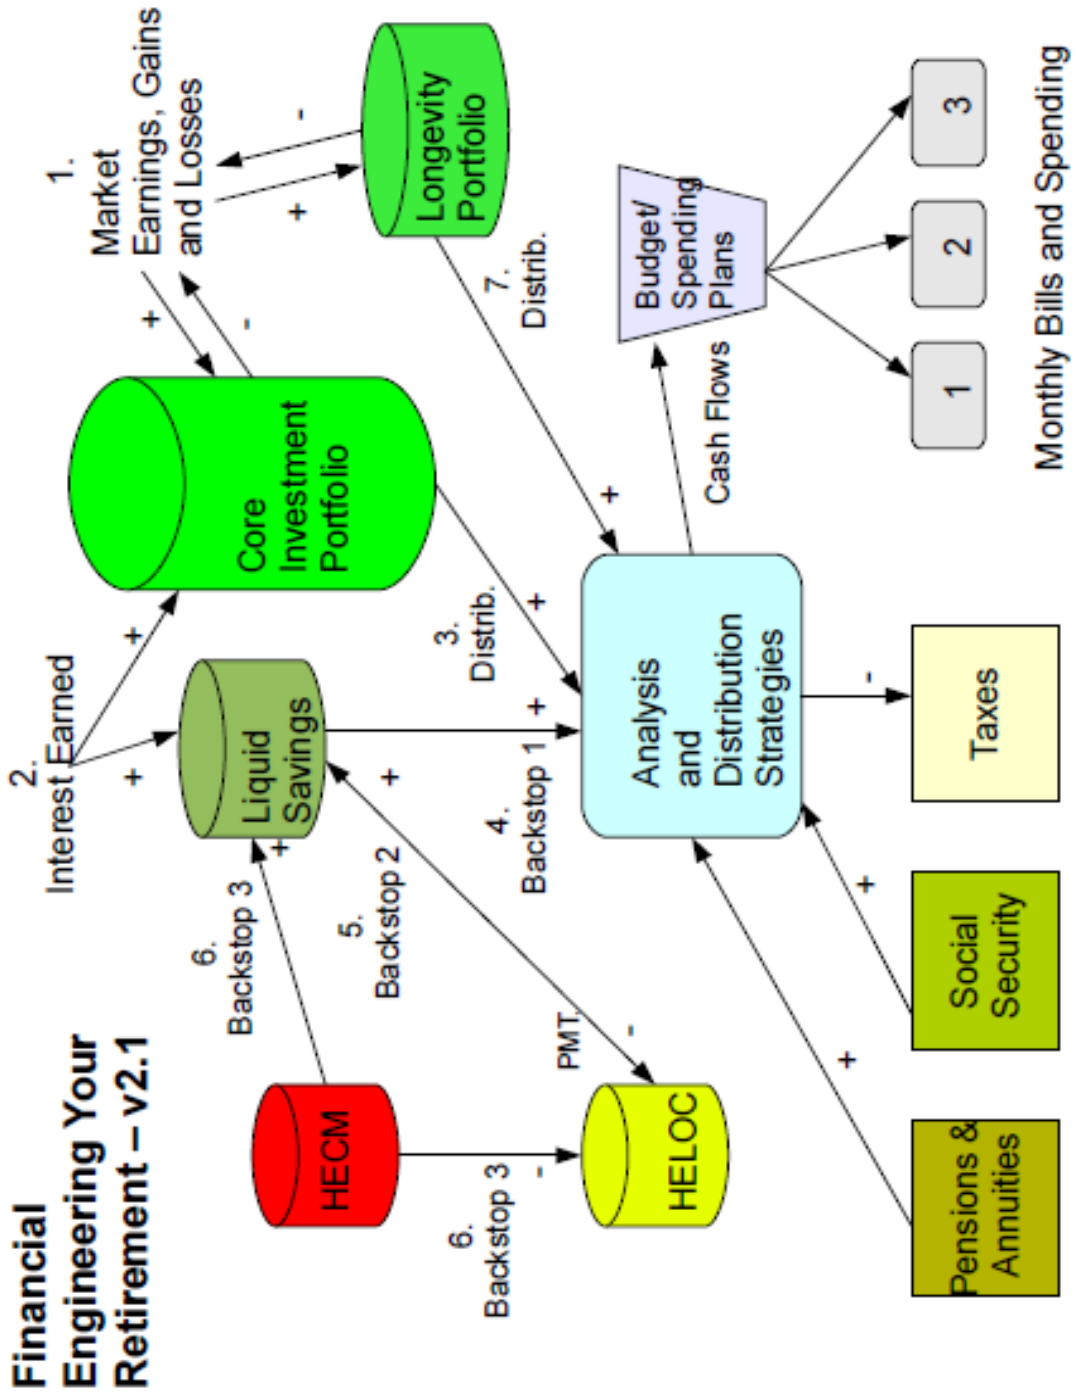 Financial
Engineering Your
Retirement – v2.1
2.
Interest Earned
+
+
1.
Market
Earnings, Gains
and Losses
+
-
+
-
Core
Investment
Portfolio
Longevity
Portfolio
Liquid
Savings
+
HECM
6.
Backstop 3
6.
Backstop 3
-
5.
Backstop 2
+
PMT.
-
HELOC
4.
Backstop 1
+
3.
Distrib.
+
7.
Distrib.
+
Analysis
and
Distribution
Strategies
Cash Flows
Budget/
Spending
Plans
+
+
-
Pensions &
Annuities
Social
Security
Taxes
1
2
3
Monthly Bills and Spending